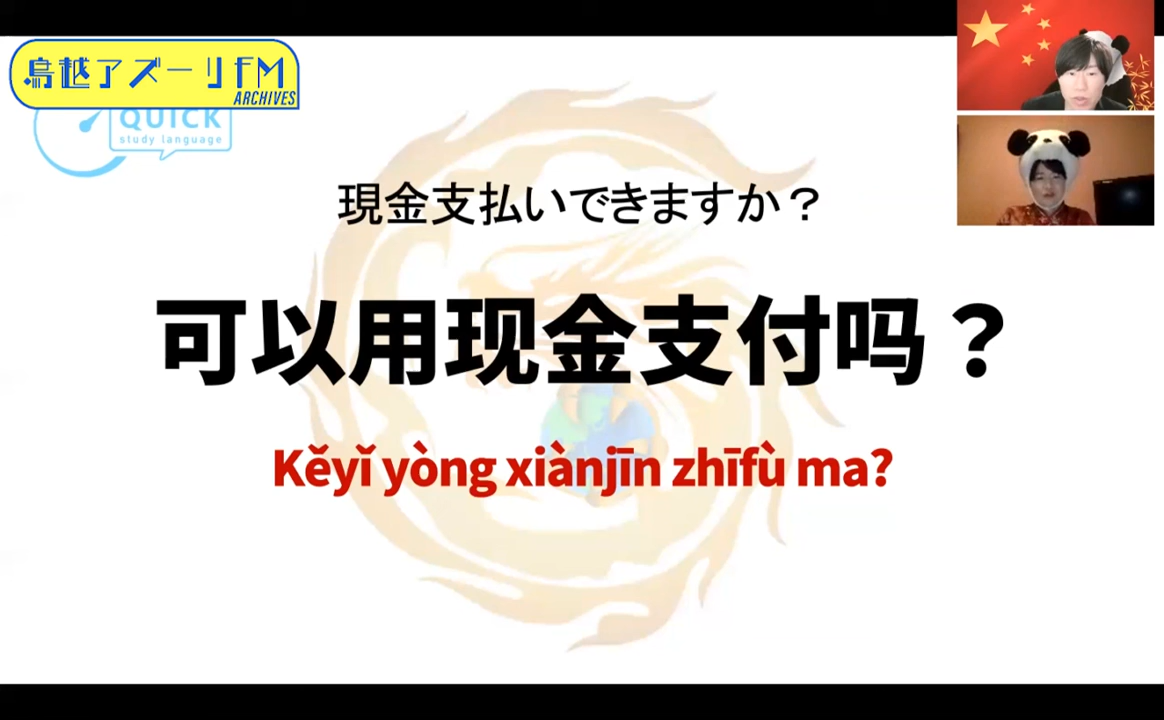 鳥越アズーリFM
ARCHIVES
QUICK
study language
現金支払いできますか？
可以用现金支付吗？
Kěyǐ yòng xiànjīn zhīfù ma?